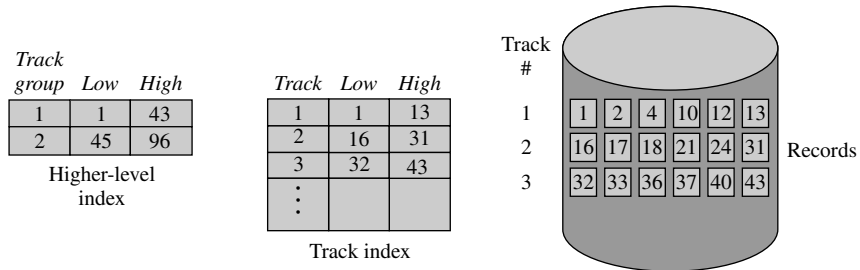 Track
group Low High
1 1 43
2 45 96
Higher-level
index
Track Low High
1 1 13
2 16 31
3 32 43
Track index
Track
#
1 1 2 4 10 12 13
2 16 17 18 21 24 31
3 32 33 36 37 40 43
Records